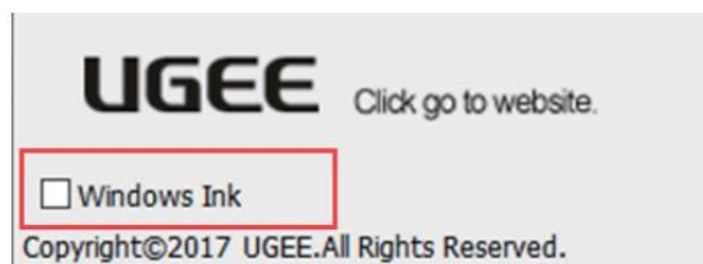 UGEE Click go to website.
Windows Ink
Copyright©2017 UGEE.All Rights Reserved.